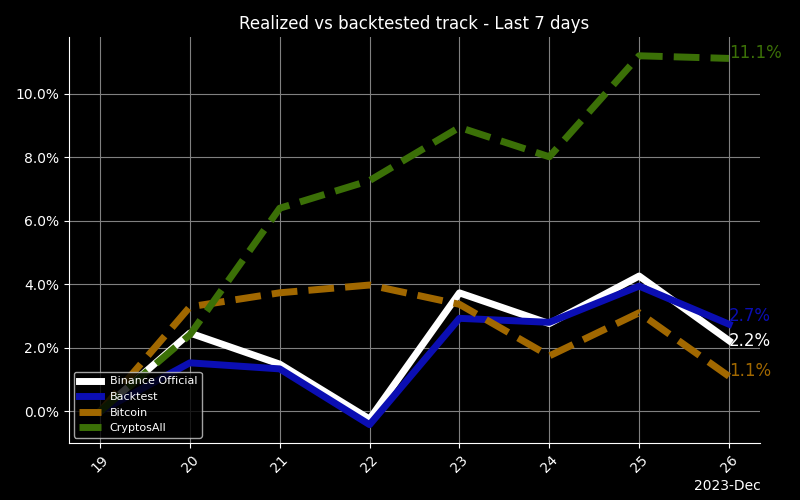 Realized vs backtested track - Last 7 days
11.1%
10.0%
8.0%
6.0%
4.0%
2.7%
2.2%
2.0%
1.1%
Binance Official
Backtest
Bitcoin
CryptosAll
0.0%
19 20 21 22 23 24 25 26
2023-Dec